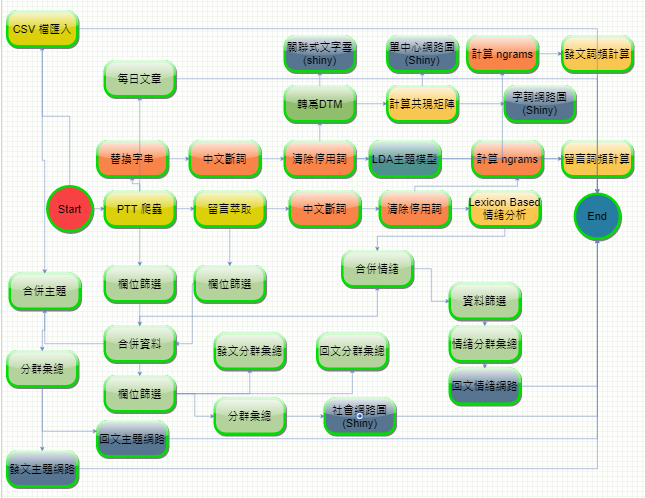 CSV 檔匯入
關聯式文字雲
(shiny)
單中心網路圖
(Shiny)
計算 ngrams
發文詞頻計算
每日文章
轉為DTM
計算共現矩陣
字詞網路圖
(Shiny)
替換字串
中文斷詞
清除停用詞
LDA主題模型
計算 ngrams
留言詞頻計算
Start
PTT 爬蟲
留言萃取
中文斷詞
清除停用詞
Lexicon Based
情緒分析
End
合併主題
欄位篩選
欄位篩選
合併情緒
資料篩選
分群彙總
合併資料
發文分群彙總
回文分群彙總
情緒分群彙總
欄位篩選
回文情緒網路
分群彙總
社會網路圖
(Shiny)
回文主題網路
發文主題網路